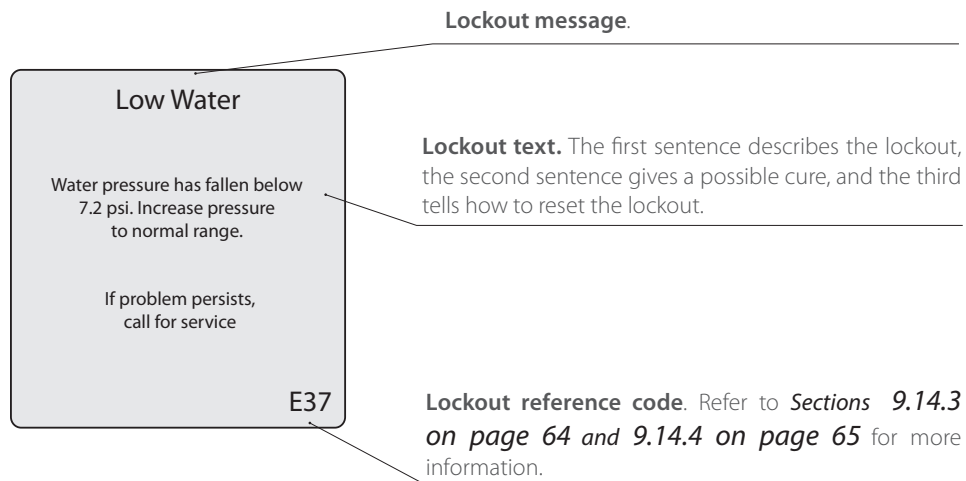 Lockout message.
Low Water
Water pressure has fallen below
7.2 psi. Increase pressure
to normal range.
If problem persists,
call for service
E37
Lockout text. The first sentence describes the lockout,
the second sentence gives a possible cure, and the third
tells how to reset the lockout.
Lockout reference code. Refer to Sections 9.14.3
on page 64 and 9.14.4 on page 65 for more
information.